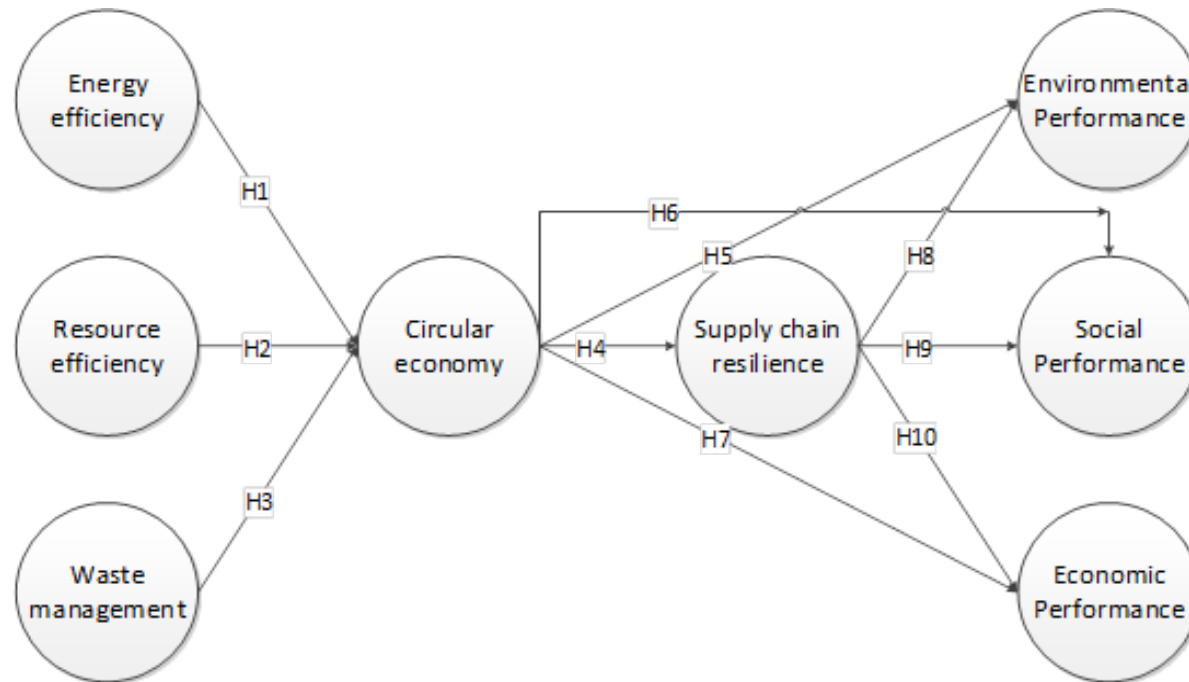 Energy
efficiency
Environmenta
Performance
H1
H6
H5
H8
Resource
efficiency
H2
Circular
economy
H4
Supply chain
resilience
H9
Social
Performance
H7
H10
H3
Waste
management
Economic
Performance